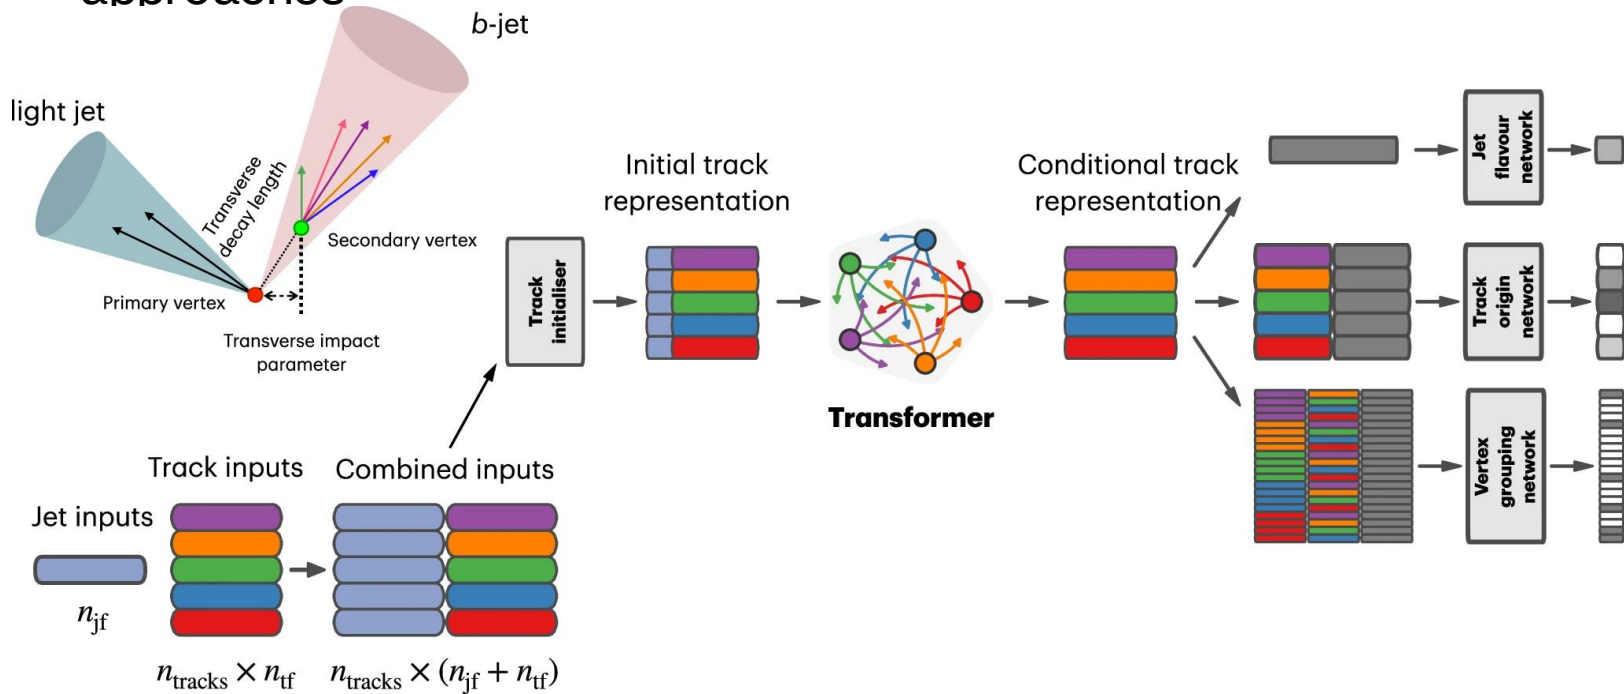 approaches
b-jet
light jet
Transverse
decay length
Secondary vertex
Primary vertex
Transverse impact
parameter
Track
initialiser
Initial track
representation
Transformer
Conditional track
representation
Jet
flavour
network
Track
origin
network
Vertex
grouping
network
Jet inputs
n_jf
Track inputs
n_tracks × n_tf
Combined inputs
n_tracks × (n_jf + n_tf)